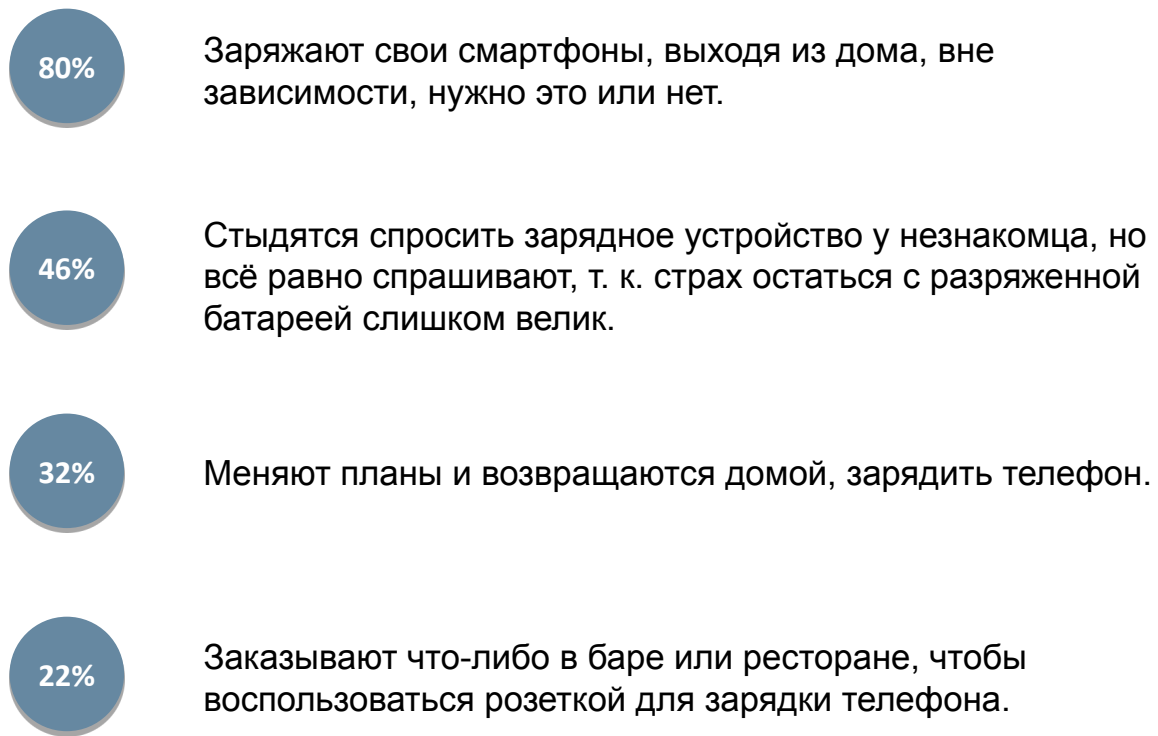 80%
Заряжают свои смартфоны, выходя из дома, вне
зависимости, нужно это или нет.
46%
Стыдятся спросить зарядное устройство у незнакомца, но
всё равно спрашивают, т. к. страх остаться с разряженной
батареей слишком велик.
32%
Меняют планы и возвращаются домой, зарядить телефон.
22%
Заказывают что-либо в баре или ресторане, чтобы
воспользоваться розеткой для зарядки телефона.